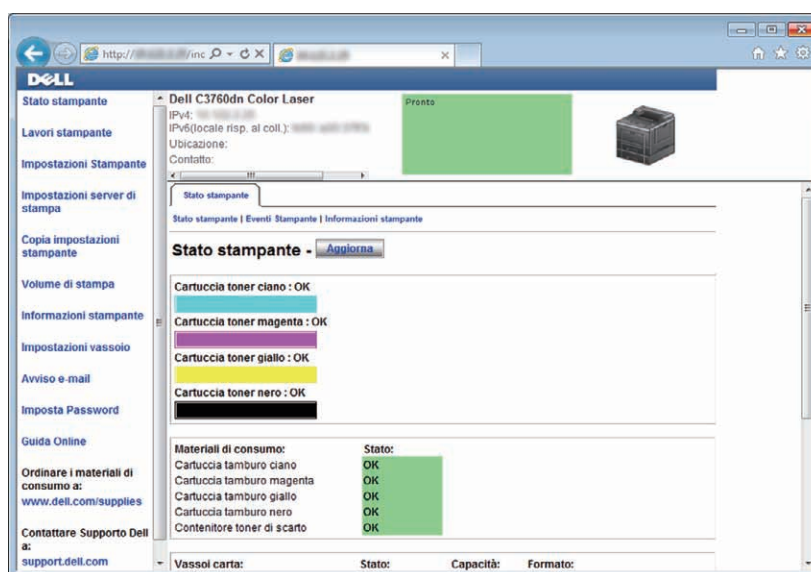 http://
/inc
DELL
Stato stampante
Lavori stampante
Impostazioni Stampante
Impostazioni server di
stampa
Copia impostazioni
stampante
Volume di stampa
Informazioni stampante
Impostazioni vassoio
Avviso e-mail
Imposta Password
Guida Online
Ordinare i materiali di
consumo a:
www.dell.com/supplies
Contattare Supporto Dell
a:
support.dell.com
Dell C3760dn Color Laser
IPv4:
IPv6(locale risp. al coll.):
Ubicazione:
Contatto:
Pronto
Stato stampante
Stato stampante | Eventi Stampante | Informazioni stampante
Stato stampante - Aggiorna
Cartuccia toner ciano : OK
Cartuccia toner magenta : OK
Cartuccia toner giallo : OK
Cartuccia toner nero : OK
Materiali di consumo: Stato:
Cartuccia tamburo ciano OK
Cartuccia tamburo magenta OK
Cartuccia tamburo giallo OK
Cartuccia tamburo nero OK
Contenitore toner di scarto OK
Vassoi carta: Stato: Capacità: Formato: